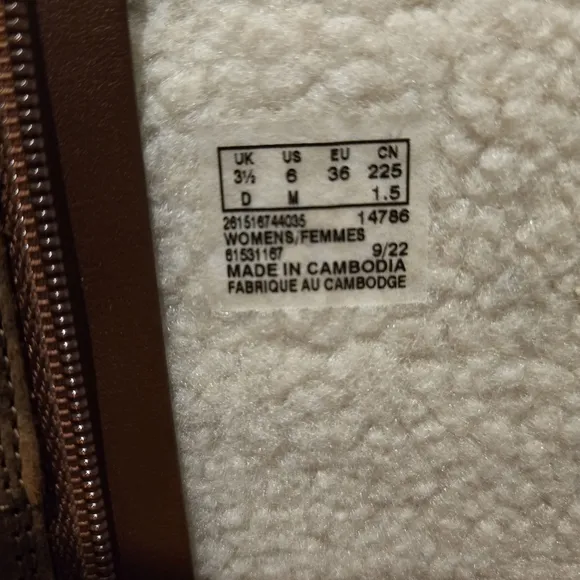 UK US EU CN
3½ 6 36 225
D M 1.5
261516744035 14786
WOMENS/FEMMES
61531167 9/22
MADE IN CAMBODIA
FABRIQUE AU CAMBODGE